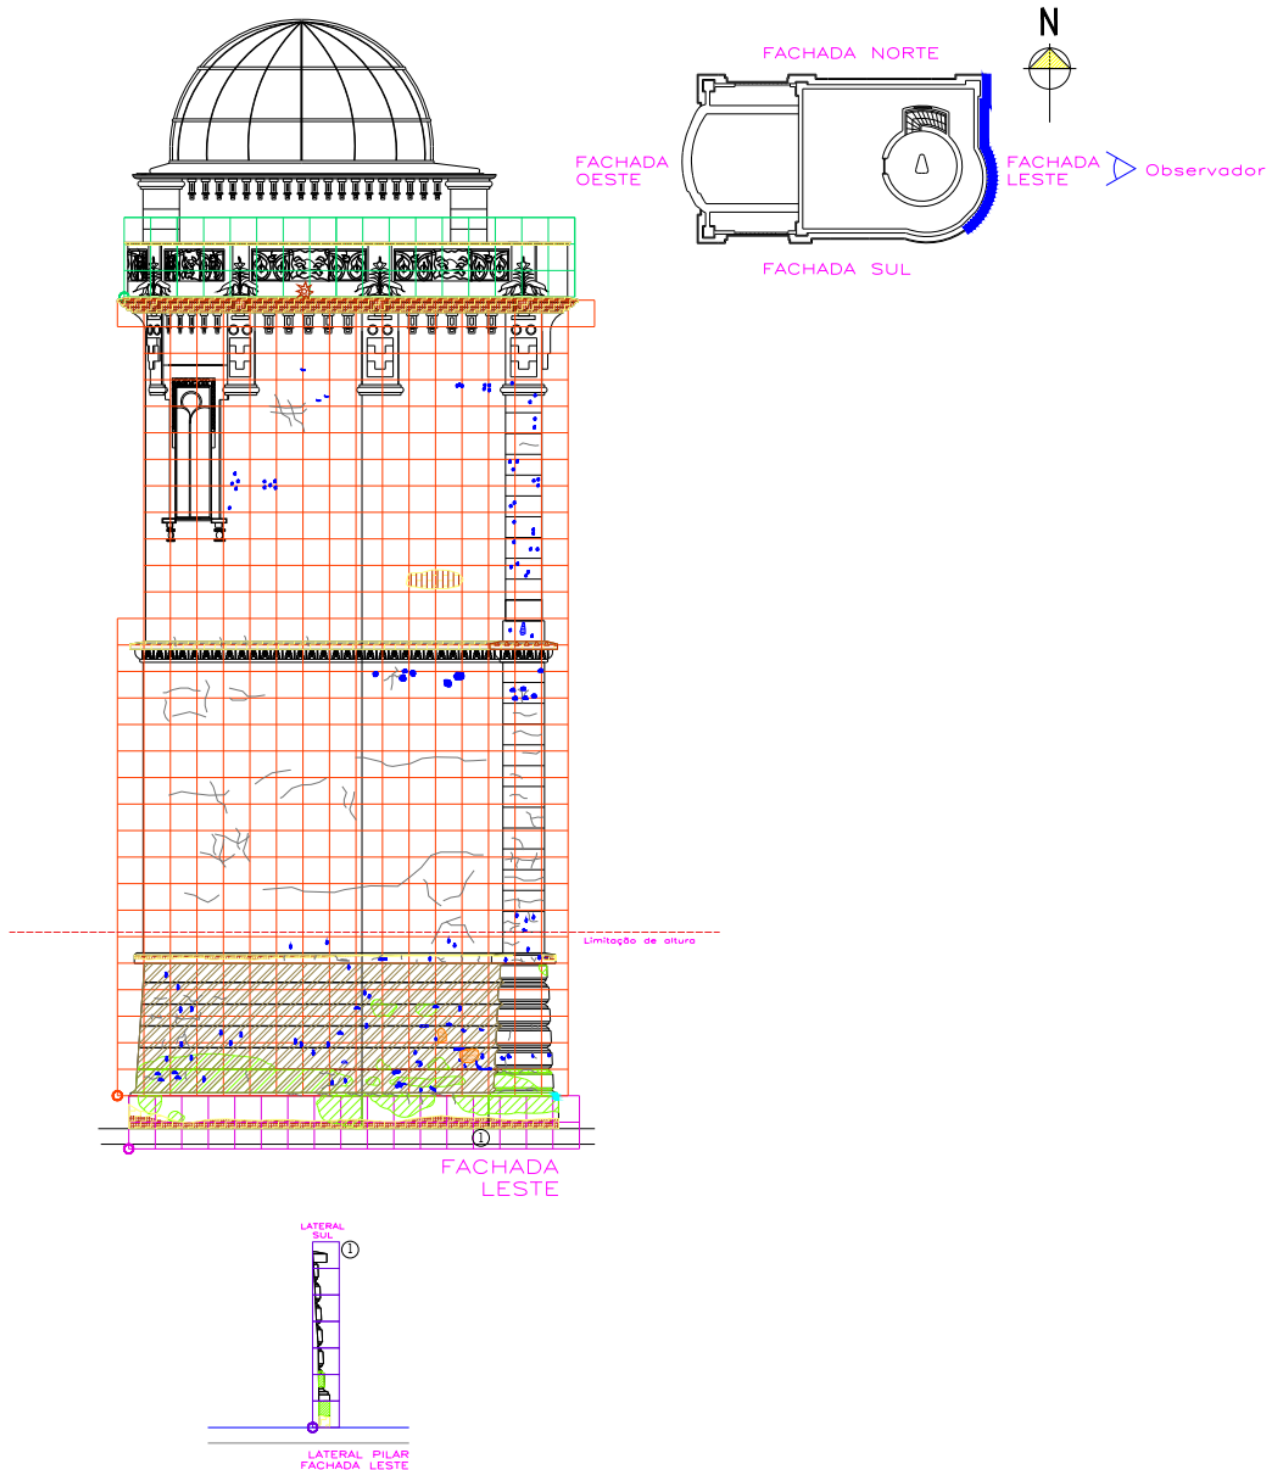 N
FACHADA NORTE
FACHADA
OESTE
FACHADA
LESTE
Observador
FACHADA SUL
Limitação de altura
1
FACHADA
LESTE
LATERAL
SUL
1
LATERAL PILAR
FACHADA LESTE